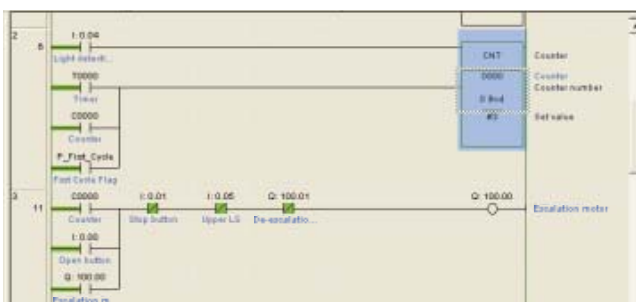 2
6
I: 0.04
Light detecti...
CNT
Counter
T0000
Timer
0000
0 Bcd
#3
Counter
Counter number
Set value
C0000
Counter
P_First_Cycle
First Cycle Flag
3
11
C0000
Counter
I: 0.01
Stop button
I: 0.05
Upper LS
Q: 100.01
De-escalatio...
Q: 100.00
Escalation motor
I: 0.00
Open button
Q: 100.00
Escalation m